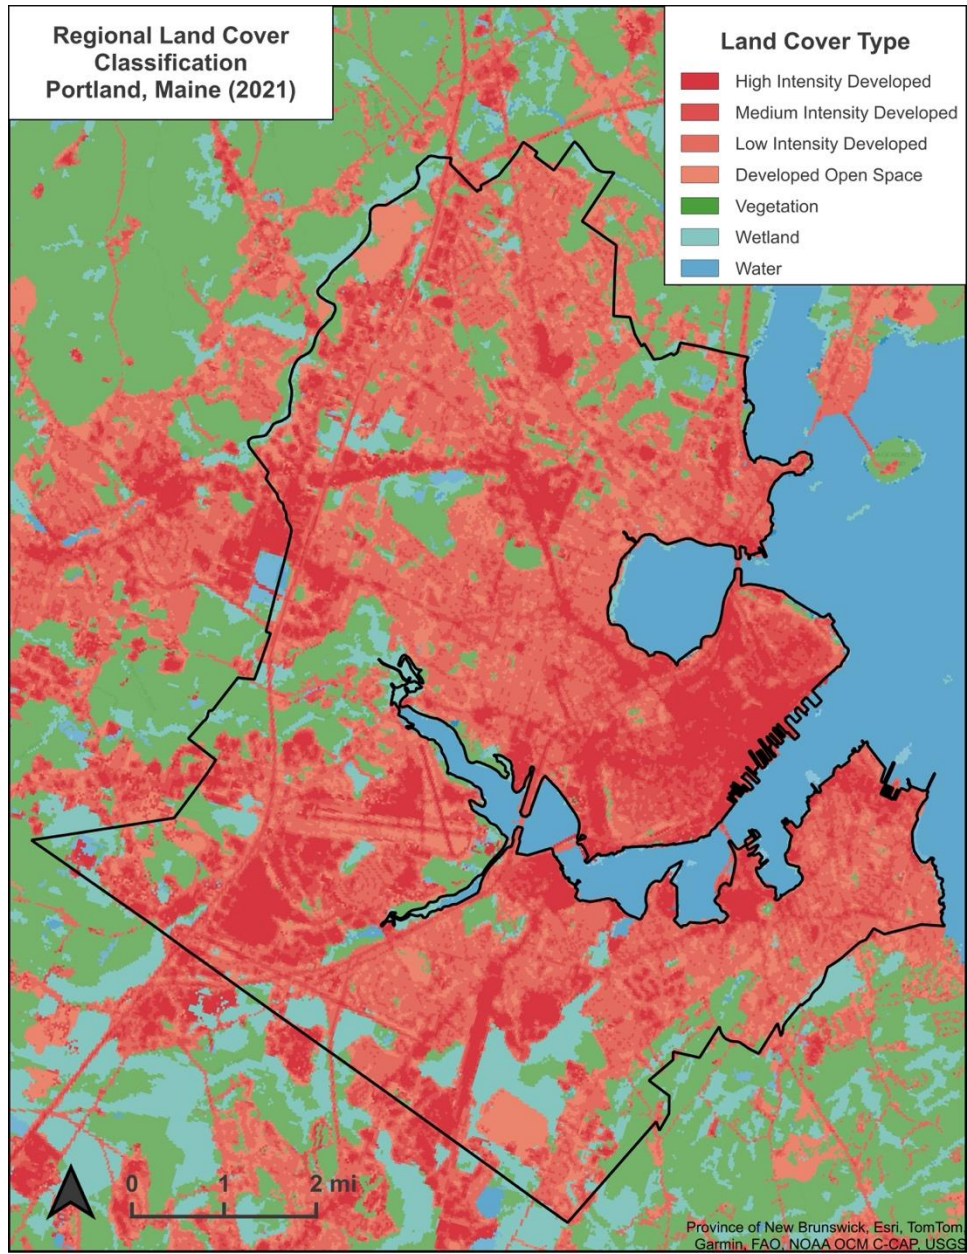 Regional Land Cover
Classification
Portland, Maine (2021)
Land Cover Type
High Intensity Developed
Medium Intensity Developed
Low Intensity Developed
Developed Open Space
Vegetation
Wetland
Water
0 1 2 mi
Province of New Brunswick, Esri, TomTom,
Garmin, FAO, NOAA OCM C-CAP, USGS